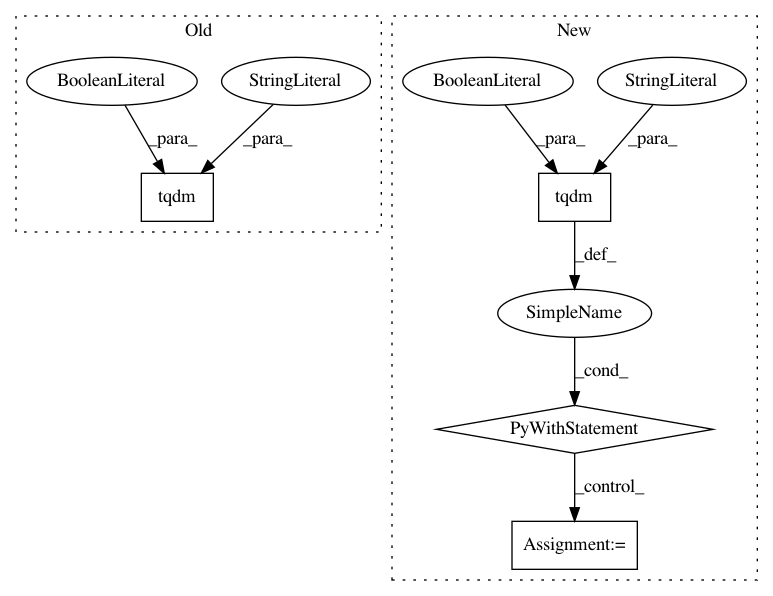 Old
BooleanLiteral
StringLiteral
_para_
_para_
tqdm
New
BooleanLiteral
StringLiteral
_para_
_para_
tqdm
_def_
SimpleName
_cond_
PyWithStatement
_control_
Assignment:=